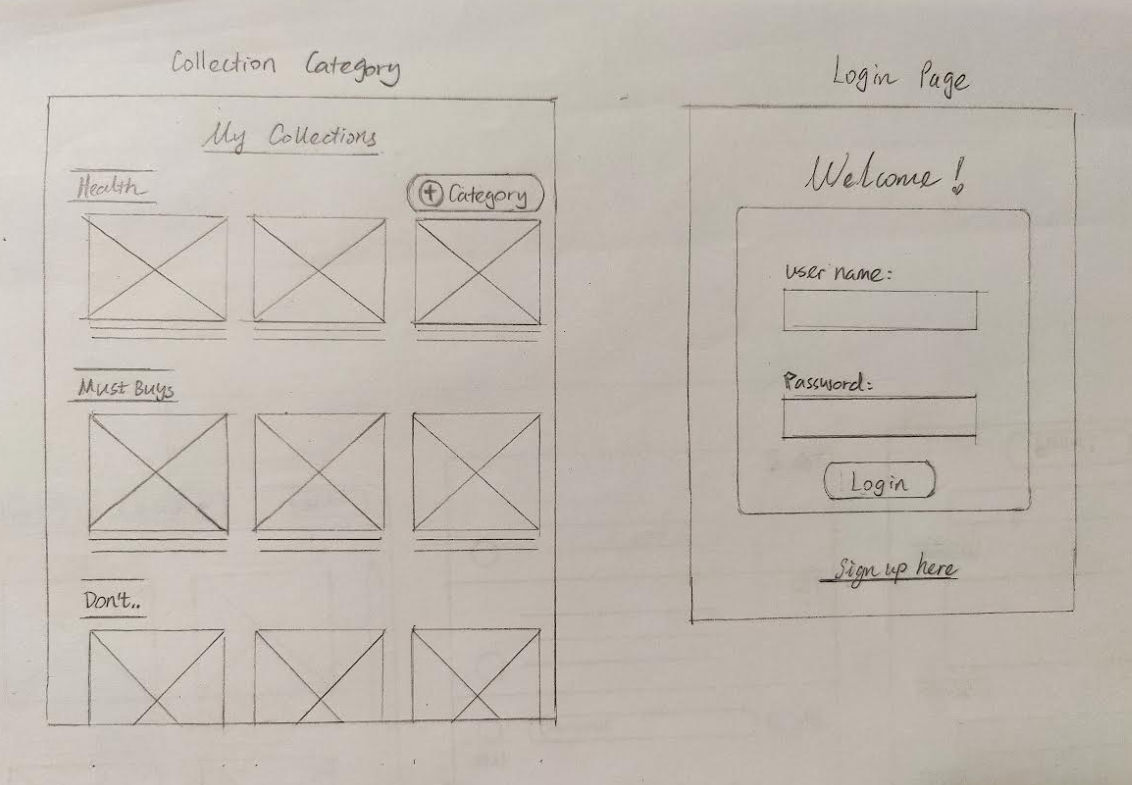 Collection Category
My Collections
Health
+ Category
Must Buys
Don't..
Login Page
Welcome!
user name:
Password:
Login
Sign up here